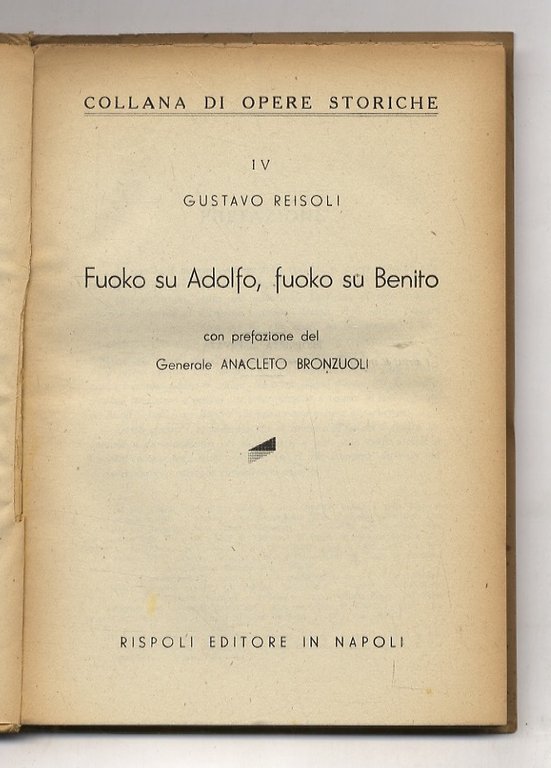 COLLANA DI OPERE STORICHE
IV
GUSTAVO REISOLI
Fuoko su Adolfo, fuoko su Benito
con prefazione del
Generale ANACLETO BRONZUOLI
RISPOLI EDITORE IN NAPOLI